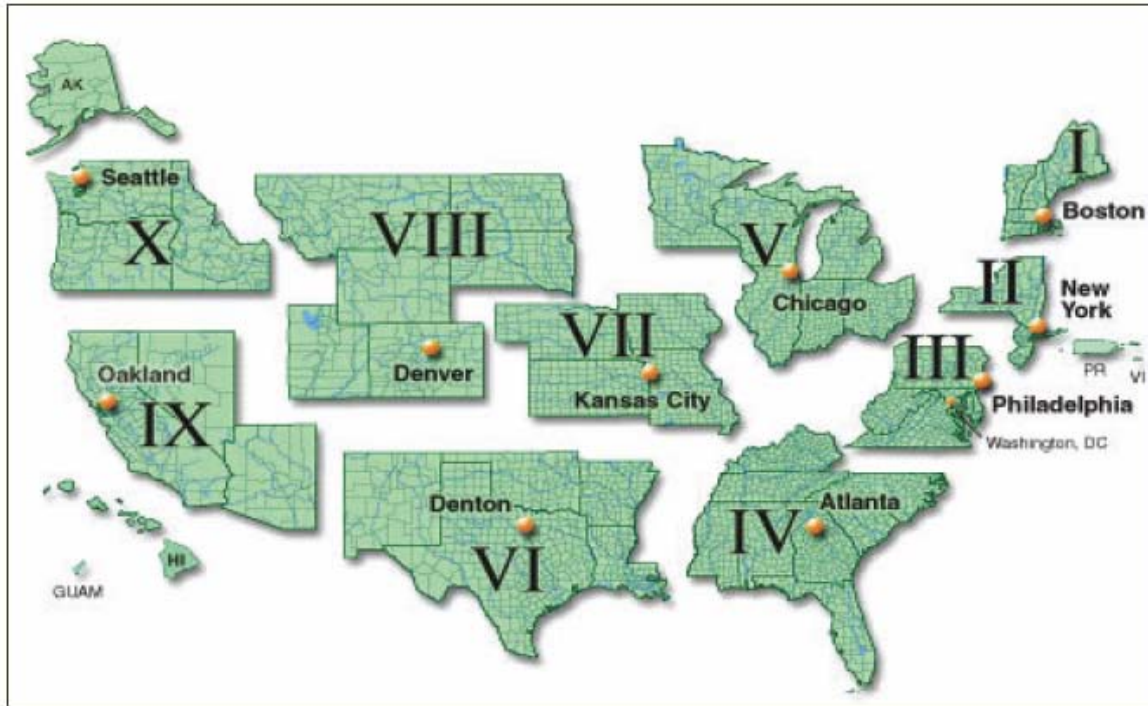 AK
Seattle
X
VIII
V
I
Boston
II
New
York
Chicago
VII
III
PR
VI
Oakland
IX
Denver
Kansas City
Philadelphia
Washington, DC
Denton
VI
IV
Atlanta
HI
GUAM